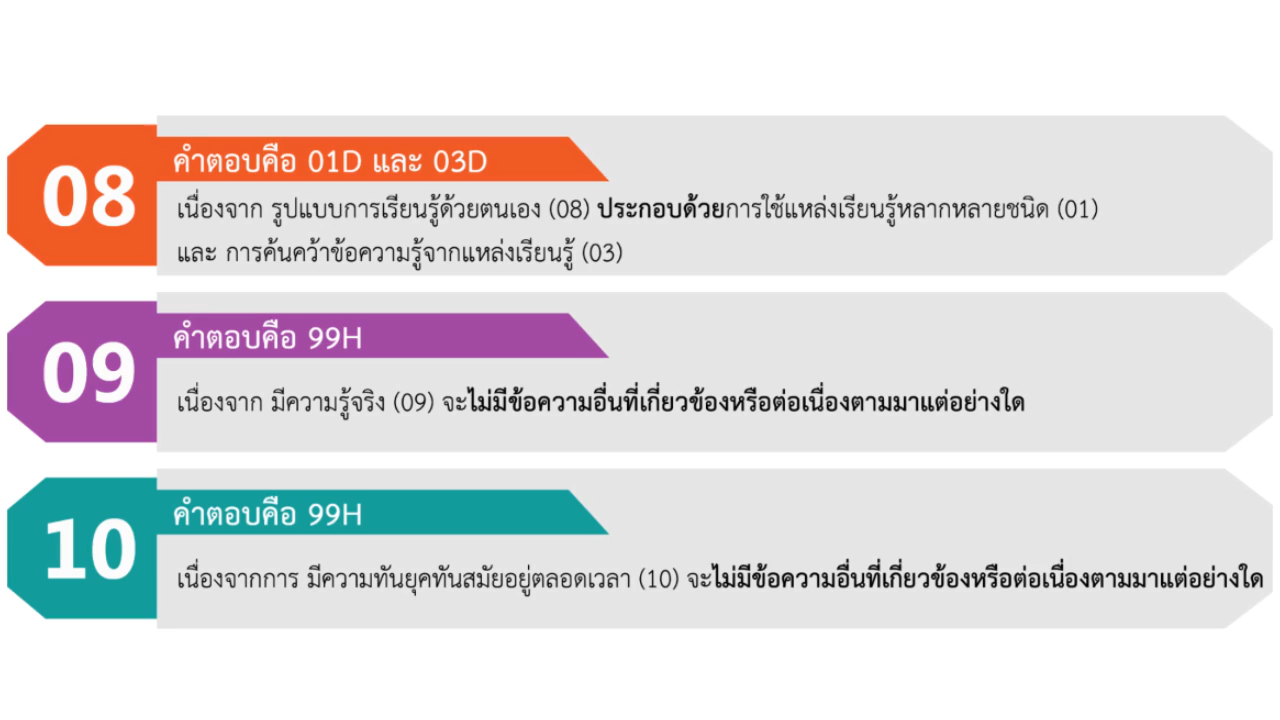 08
คำตอบคือ 01D และ 03D
เนื่องจาก รูปแบบการเรียนรู้ด้วยตนเอง (08) ประกอบด้วยการใช้แหล่งเรียนรู้หลากหลายชนิด (01)
และ การค้นคว้าข้อความรู้จากแหล่งเรียนรู้ (03)
09
คำตอบคือ 99H
เนื่องจาก มีความรู้จริง (09) จะไม่มีข้อความอื่นที่เกี่ยวข้องหรือต่อเนื่องตามมาแต่อย่างใด
10
คำตอบคือ 99H
เนื่องจากการ มีความทันยุคทันสมัยอยู่ตลอดเวลา (10) จะไม่มีข้อความอื่นที่เกี่ยวข้องหรือต่อเนื่องตามมาแต่อย่างใด